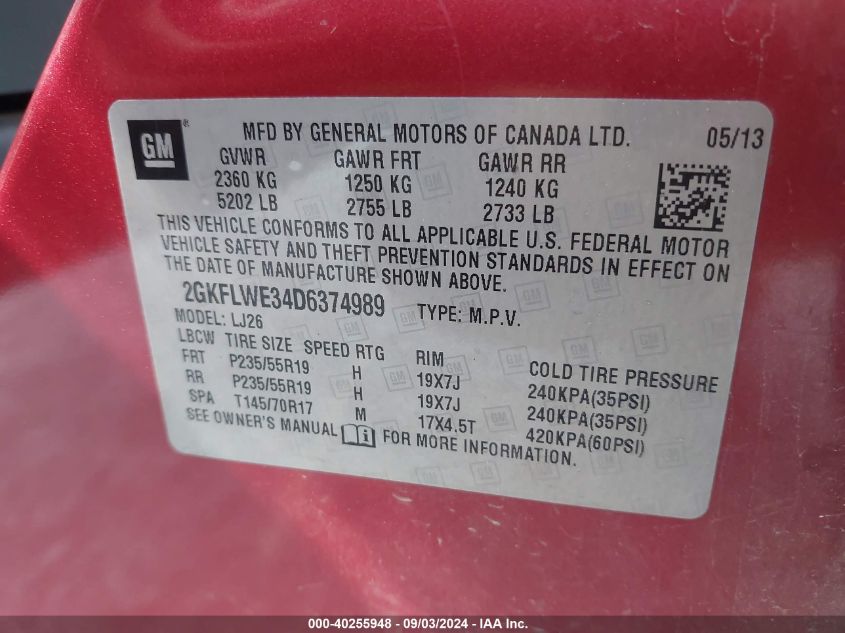 GM ® MFD BY GENERAL MOTORS OF CANADA LTD. 05/13
GVWR GAWR FRT GAWR RR
2360 KG 1250 KG 1240 KG
5202 LB 2755 LB 2733 LB
THIS VEHICLE CONFORMS TO ALL APPLICABLE U.S. FEDERAL MOTOR
VEHICLE SAFETY AND THEFT PREVENTION STANDARDS IN EFFECT ON
THE DATE OF MANUFACTURE SHOWN ABOVE.
2GKFLWE34D6374989 TYPE: M.P.V.
MODEL: LJ26
LBCW TIRE SIZE SPEED RTG RIM COLD TIRE PRESSURE
FRT P235/55R19 H 19X7J 240KPA(35PSI)
RR P235/55R19 H 19X7J 240KPA(35PSI)
SPA T145/70R17 M 17X4.5T 420KPA(60PSI)
SEE OWNER'S MANUAL i FOR MORE INFORMATION.
000-40255948 - 09/03/2024 - IAA Inc.